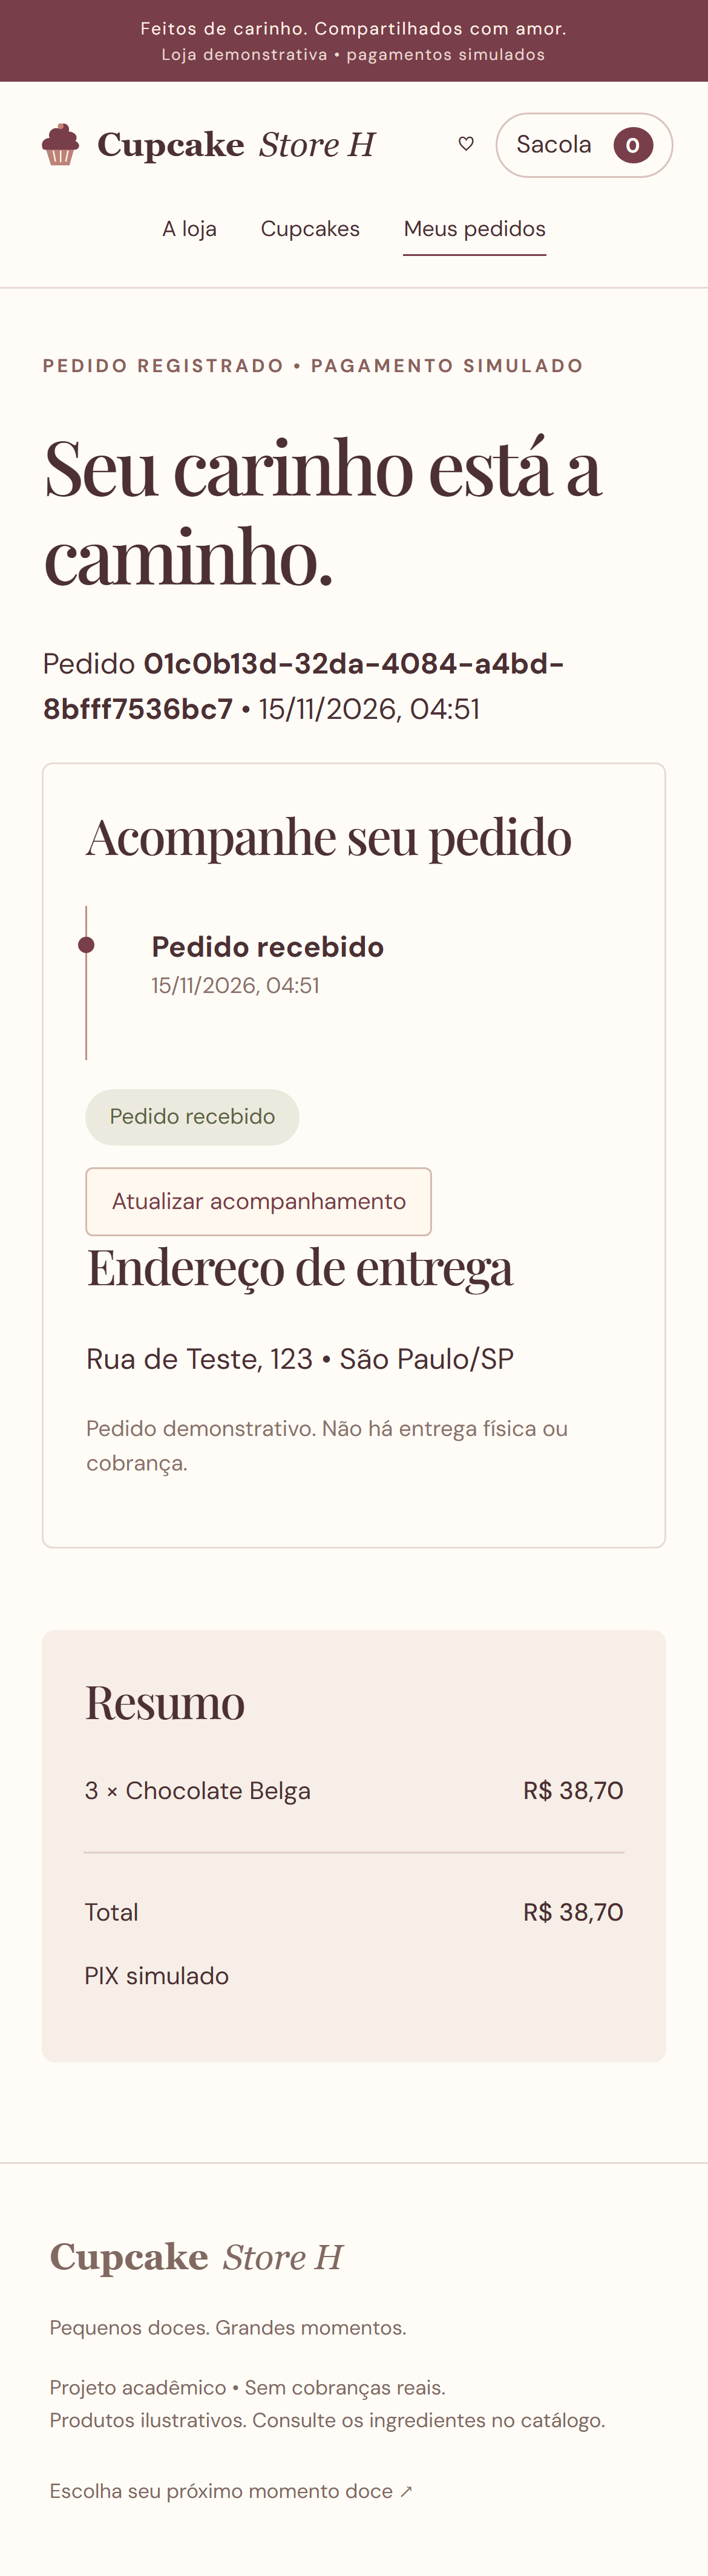 Feitos de carinho. Compartilhados com amor.
Loja demonstrativa • pagamentos simulados
Cupcake Store H
♡
Sacola 0
A loja Cupcakes Meus pedidos
PEDIDO REGISTRADO • PAGAMENTO SIMULADO
Seu carinho está a
caminho.
Pedido 01c0b13d-32da-4084-a4bd-
8bfff7536bc7 • 15/11/2026, 04:51
Acompanhe seu pedido
Pedido recebido
15/11/2026, 04:51
Pedido recebido
Atualizar acompanhamento
Endereço de entrega
Rua de Teste, 123 • São Paulo/SP
Pedido demonstrativo. Não há entrega física ou
cobrança.
Resumo
3 × Chocolate Belga R$ 38,70
Total R$ 38,70
PIX simulado
Cupcake Store H
Pequenos doces. Grandes momentos.
Projeto acadêmico • Sem cobranças reais.
Produtos ilustrativos. Consulte os ingredientes no catálogo.
Escolha seu próximo momento doce ↗